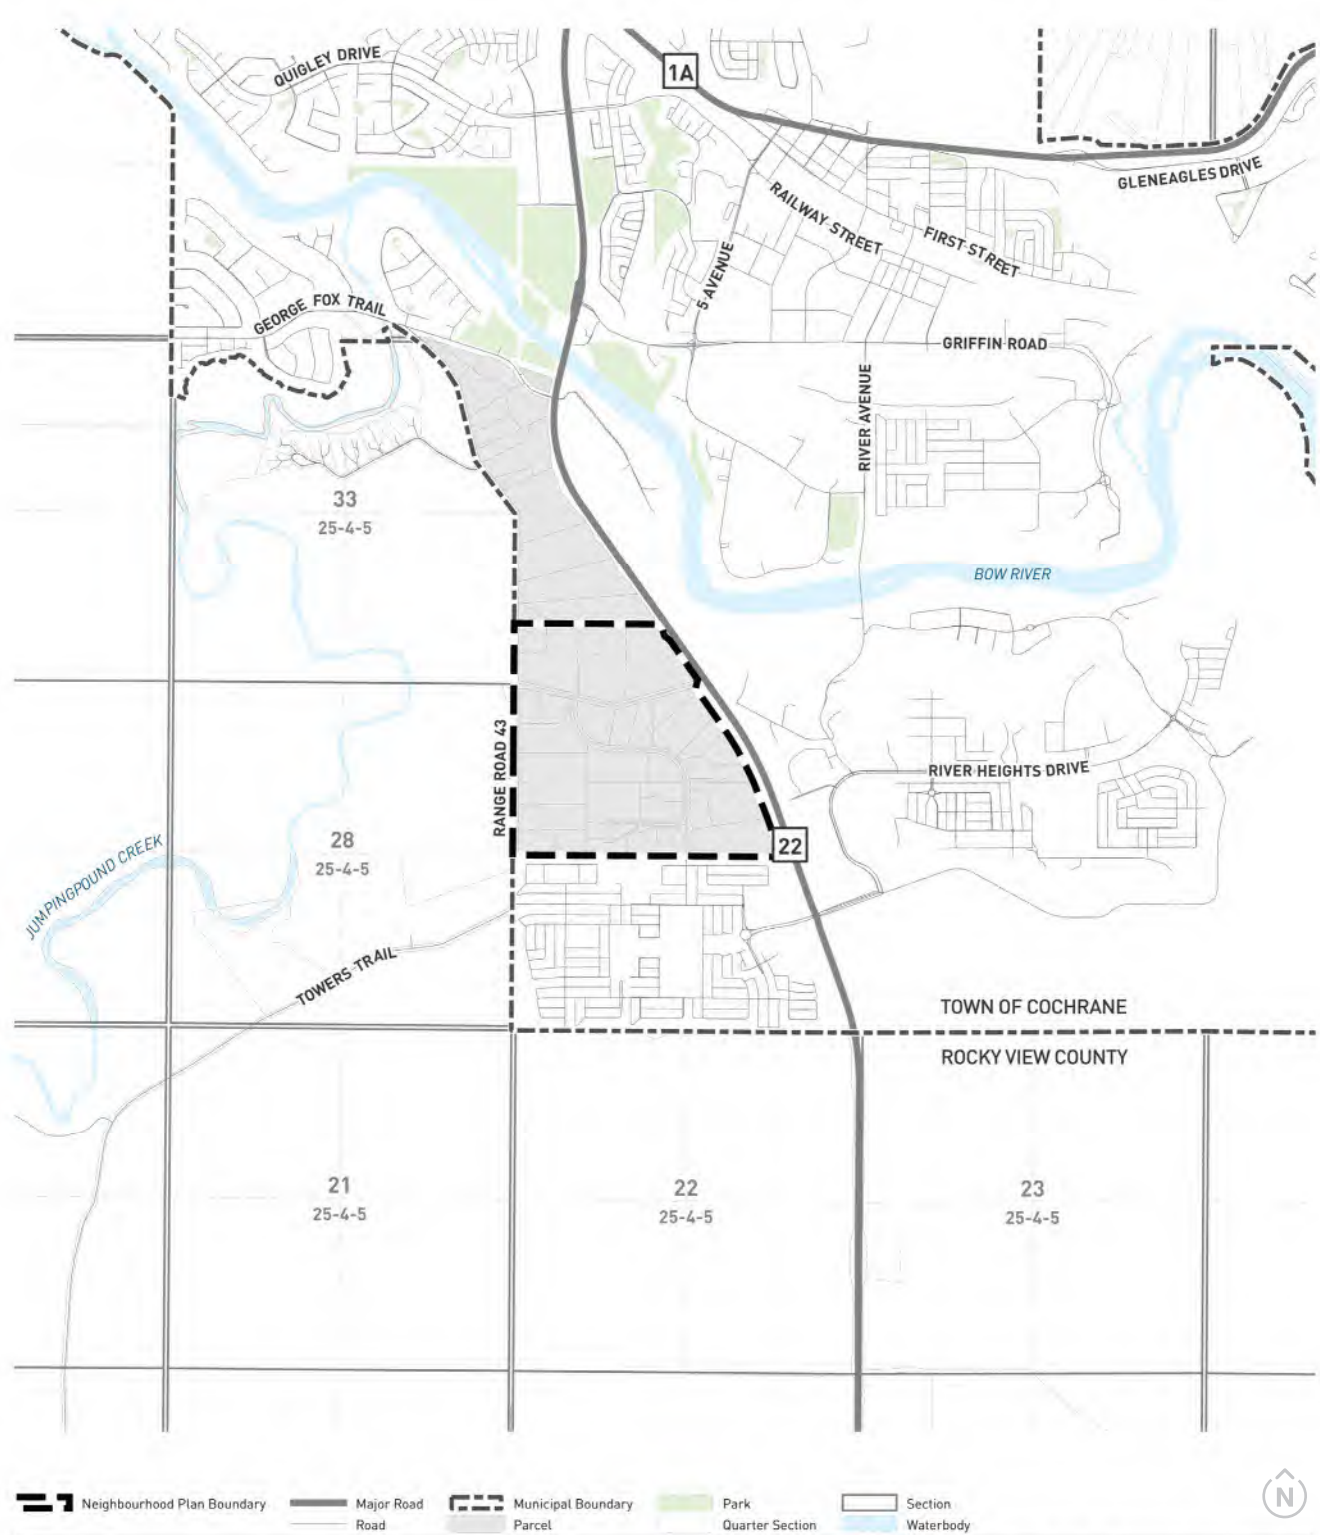 QUIGLEY DRIVE
1A
GLENEAGLES DRIVE
RAILWAY STREET
FIRST STREET
5 AVENUE
GEORGE FOX TRAIL
GRIFFIN ROAD
RIVER AVENUE
33
25-4-5
BOW RIVER
RANGE ROAD 43
RIVER HEIGHTS DRIVE
28
25-4-5
22
JUMPINGPOUND CREEK
TOWERS TRAIL
TOWN OF COCHRANE
ROCKY VIEW COUNTY
21
25-4-5
22
25-4-5
23
25-4-5
Neighbourhood Plan Boundary
Major Road
Municipal Boundary
Park
Section
Road
Parcel
Quarter Section
Waterbody
N